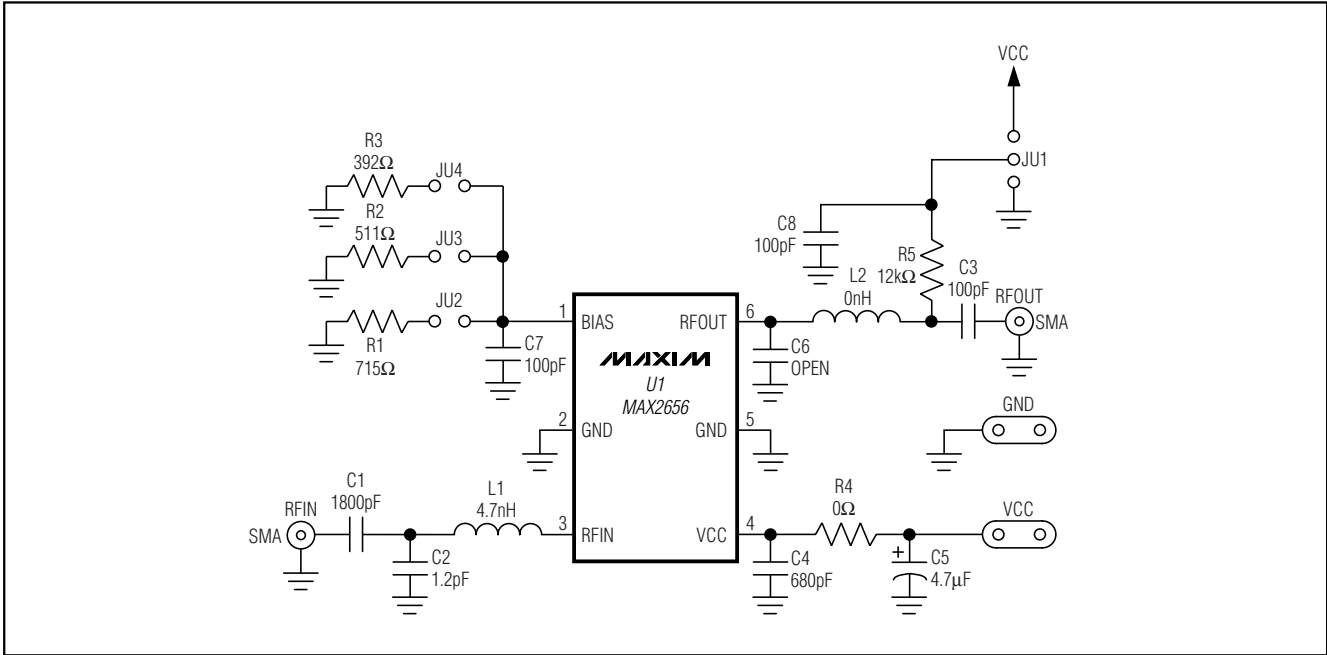 VCC
R3
392Ω
JU4
JU1
R2
511Ω
JU3
C8
100pF
R5
12kΩ
L2
0nH
C3
100pF
RFOUT
SMA
JU2
R1
715Ω
1
BIAS
RFOUT
6
C7
100pF
C6
OPEN
MAXIM
U1
MAX2656
2
GND
GND
5
GND
C1
1800pF
L1
4.7nH
R4
0Ω
VCC
RFIN
SMA
3
RFIN
VCC
4
C2
1.2pF
C4
680pF
+
C5
4.7μF